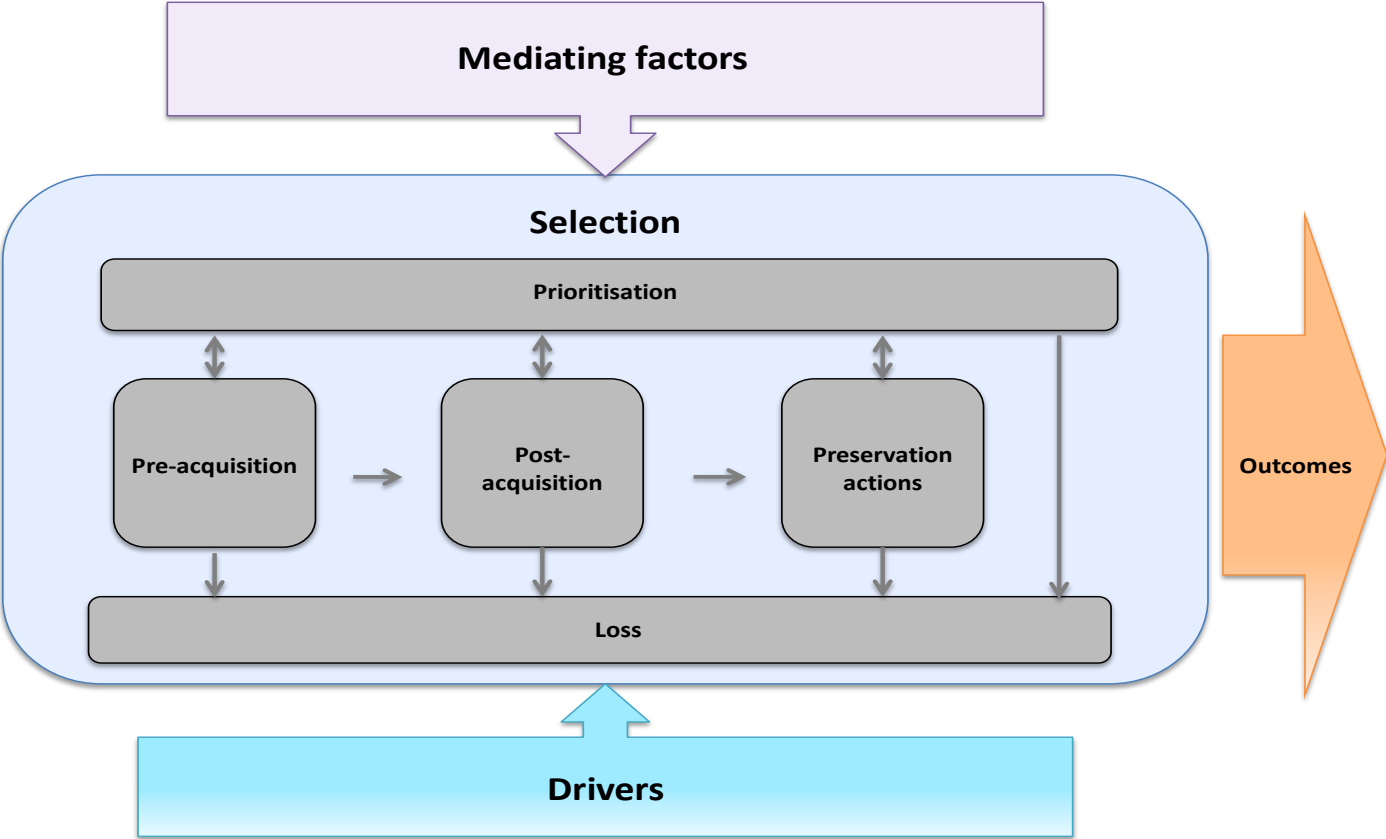 Mediating factors
Selection
Prioritisation
Pre-acquisition
Post-
acquisition
Preservation
actions
Outcomes
Loss
Drivers